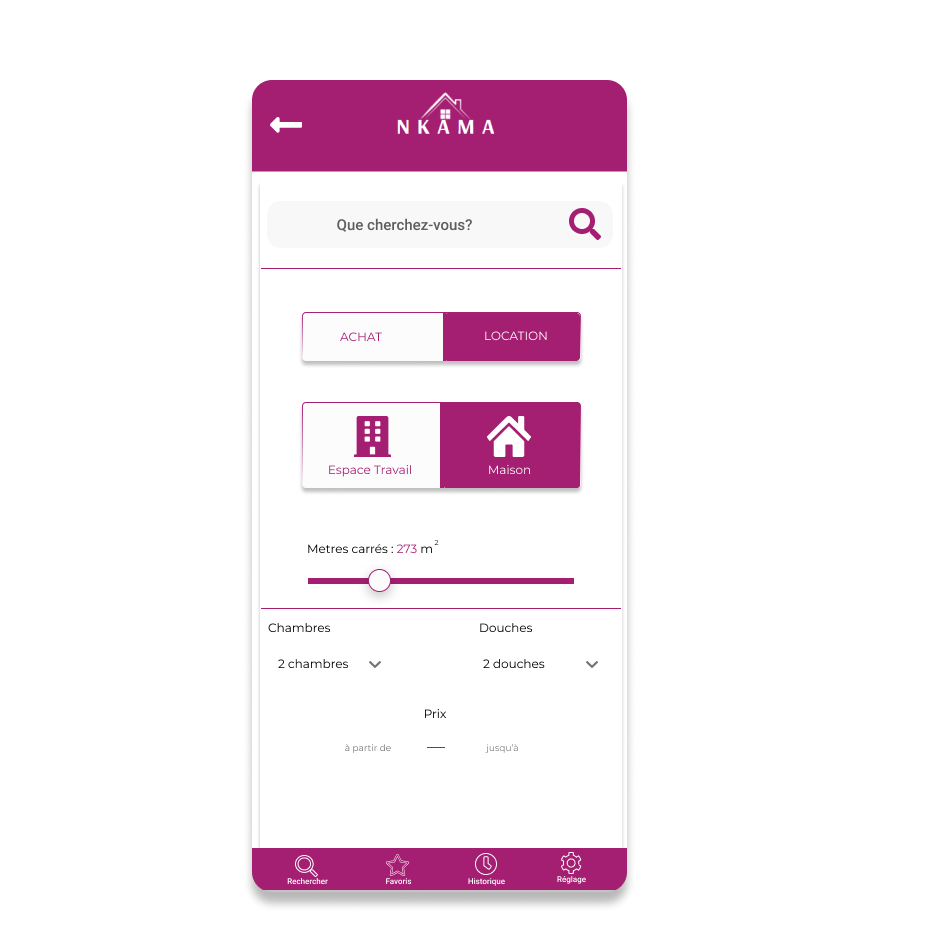 NKAMA
Que cherchez-vous?
ACHAT
LOCATION
Espace Travail
Maison
Metres carrés : 273 m²
Chambres
Douches
2 chambres
2 douches
Prix
à partir de
jusqu'à
Rechercher
Favoris
Historique
Réglage